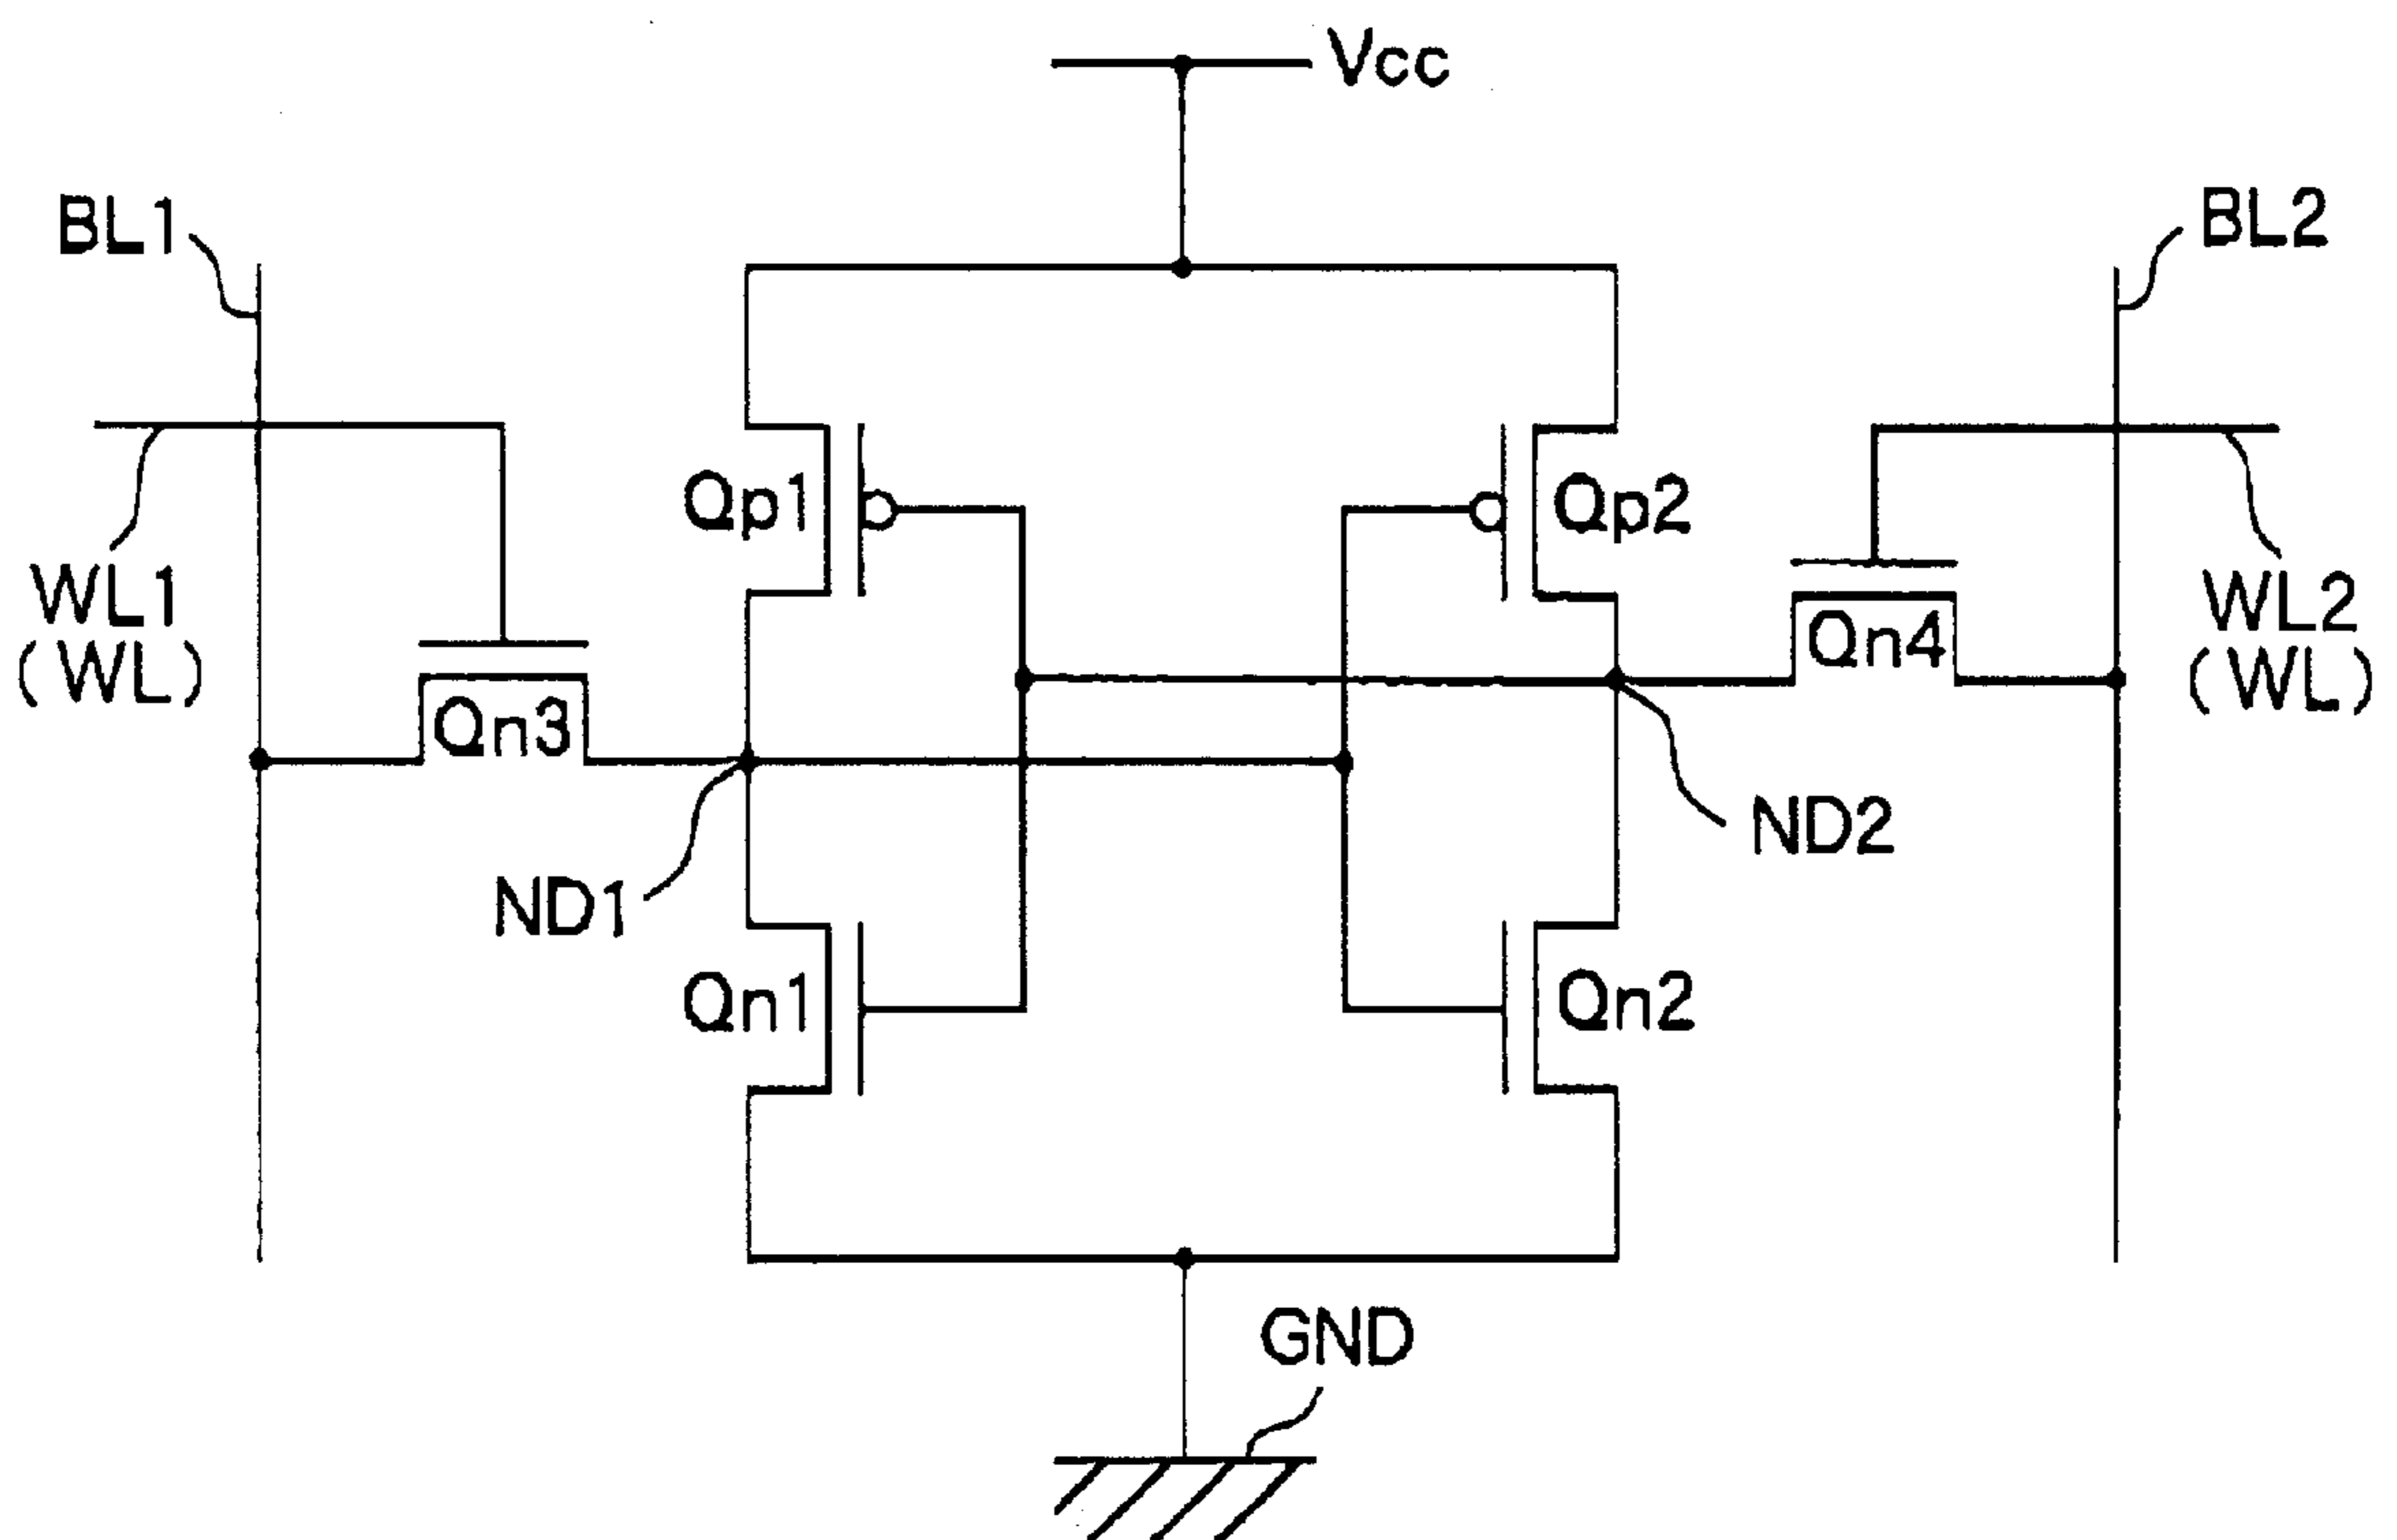 Vcc
BL1
BL2
Qp1
Qp2
WL1
(WL)
WL2
(WL)
Qn3
Qn4
ND1
ND2
Qn1
Qn2
GND